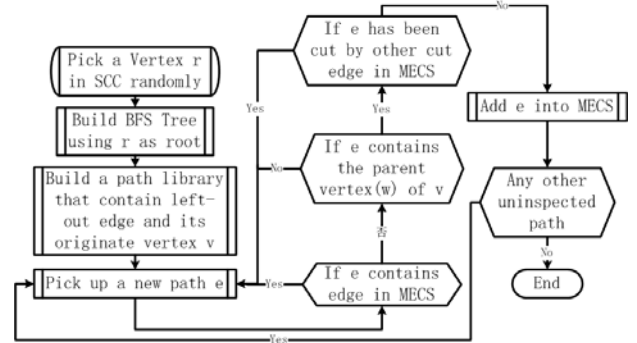 Pick a Vertex r
in SCC randomly
Build BFS Tree
using r as root
Build a path library
that contain left-
out edge and its
originate vertex v
Pick up a new path e
If e contains
edge in MECS
Yes
否
If e contains
the parent
vertex(w) of v
No
Yes
If e has been
cut by other cut
edge in MECS
Yes
No
Add e into MECS
Any other
uninspected
path
Yes
No
End